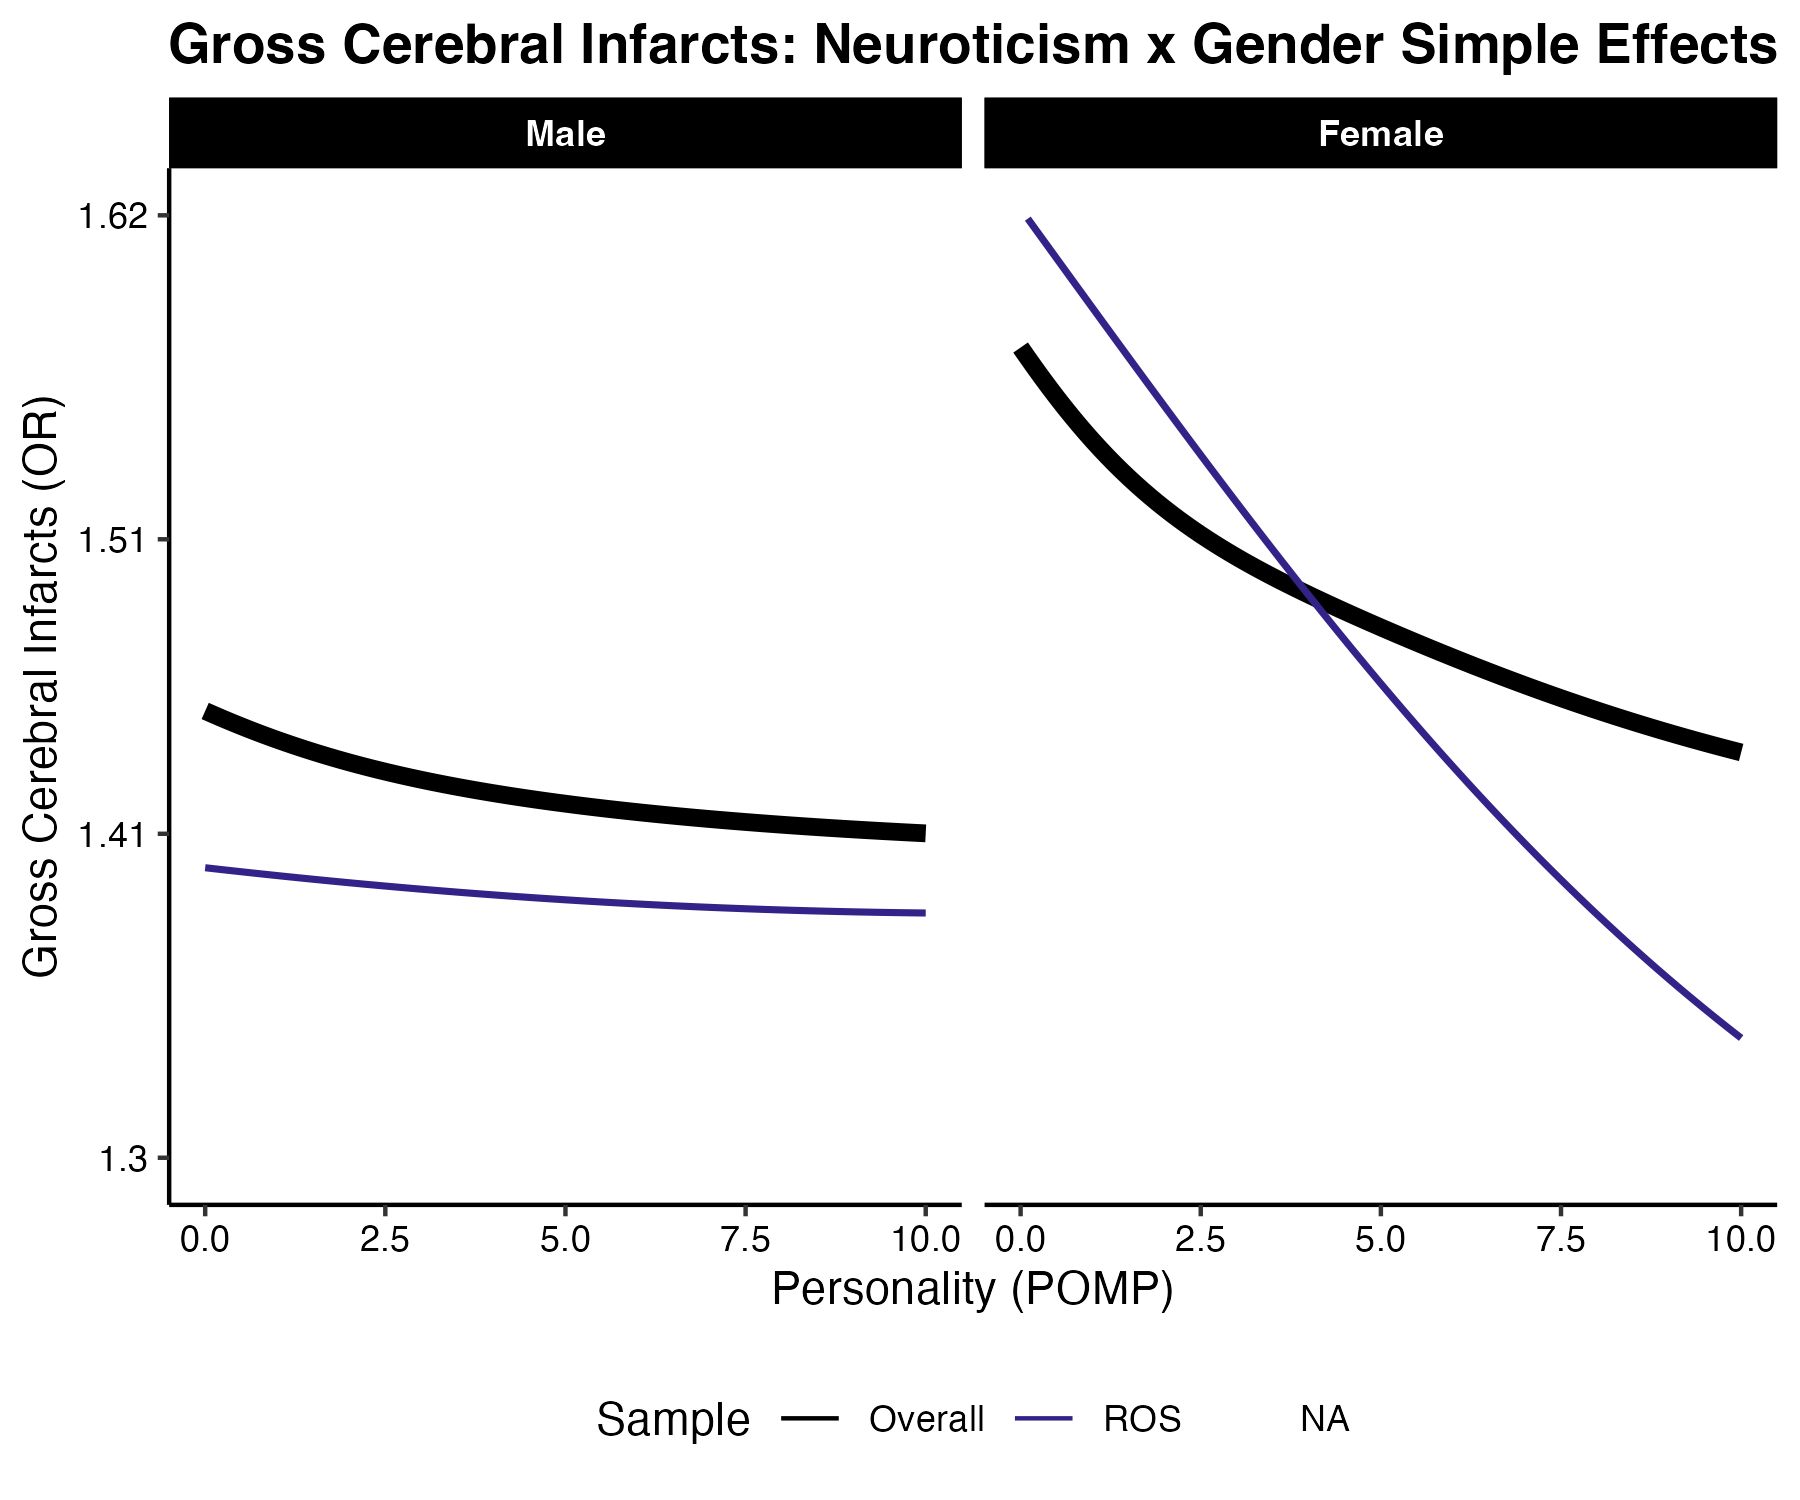 Gross Cerebral Infarcts: Neuroticism x Gender Simple Effects
Male
Female
Gross Cerebral Infarcts (OR)
1.62
1.51
1.41
1.3
0.0 2.5 5.0 7.5 10.0
0.0 2.5 5.0 7.5 10.0
Personality (POMP)
Sample Overall ROS NA